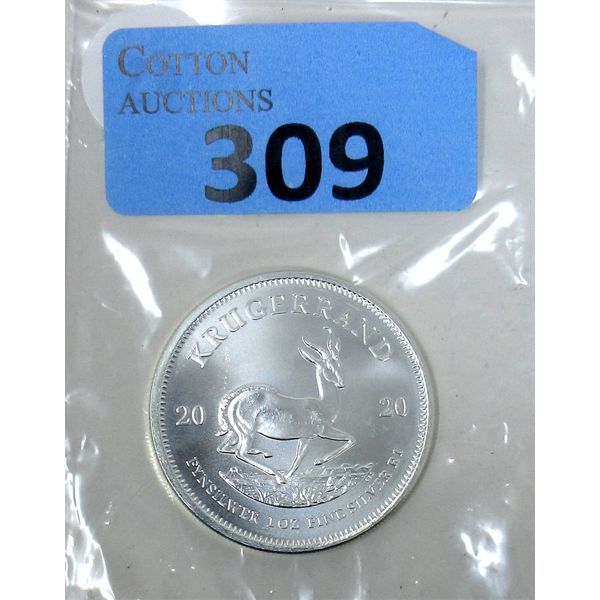 COTTON
AUCTIONS
309
KRUGERRAND
20 20
FYNSILWER 1 OZ FINE SILVER R1